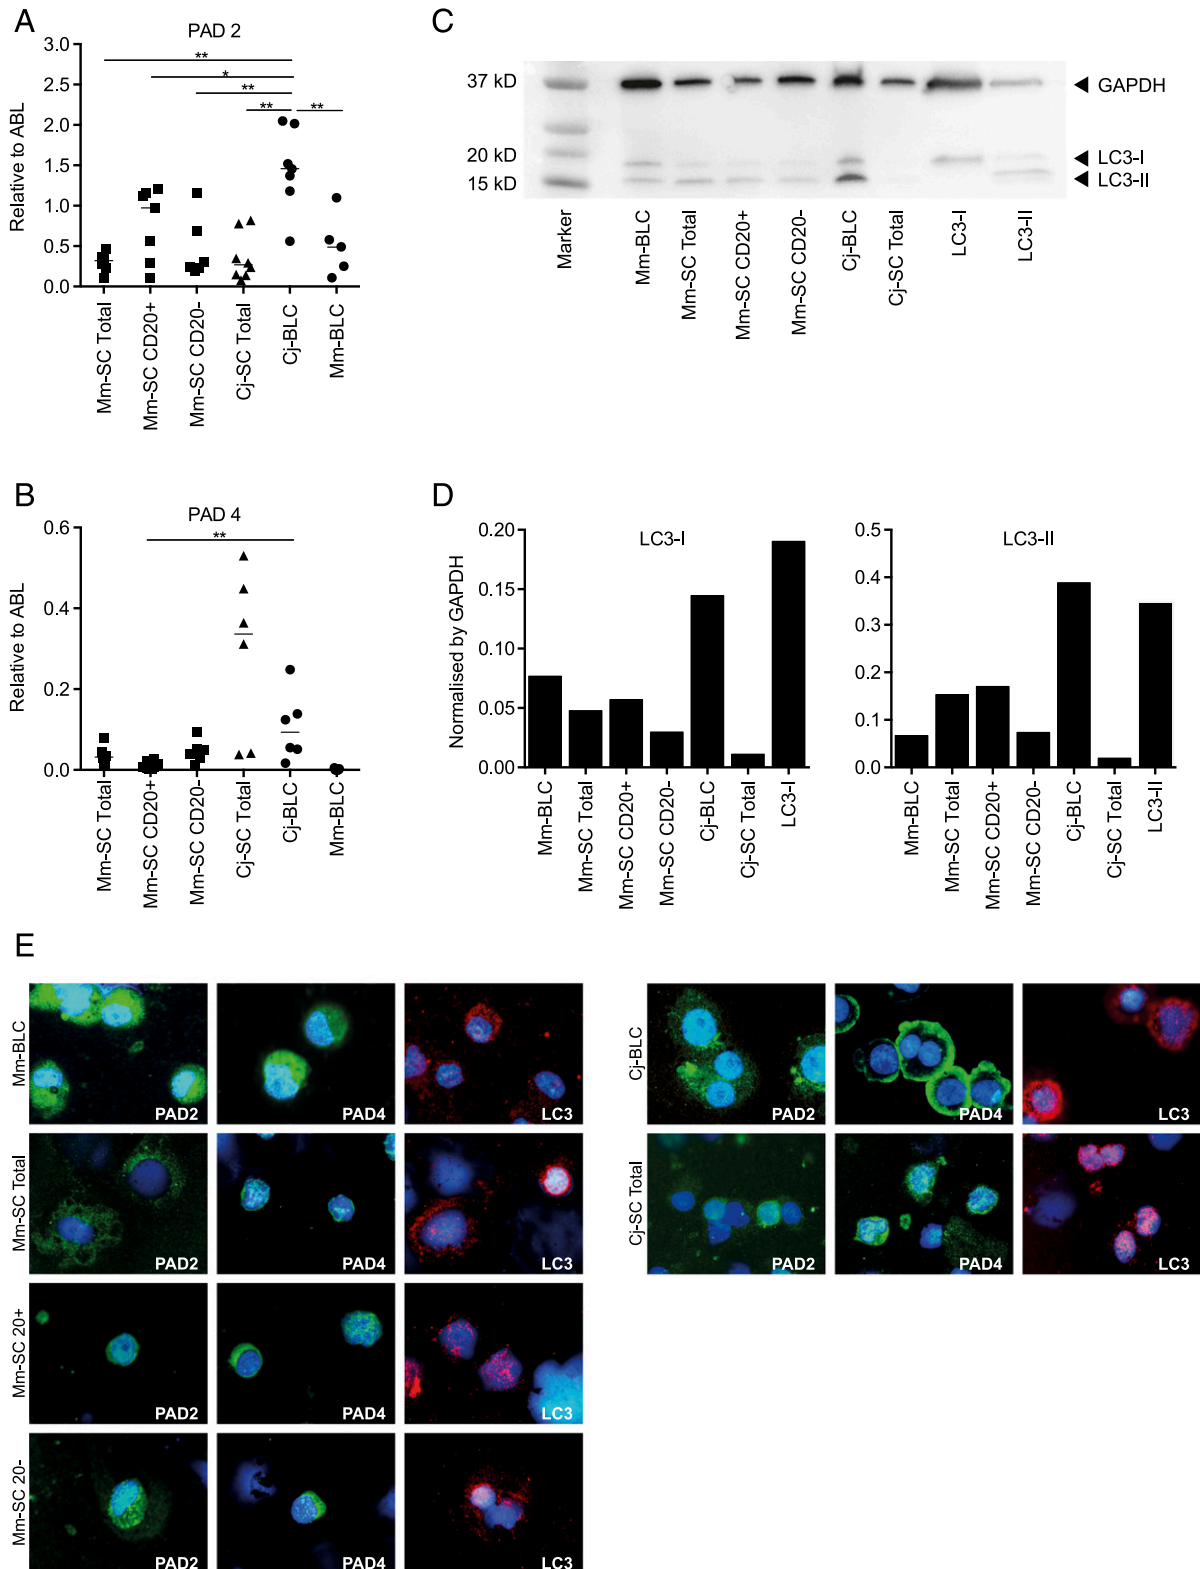 A
PAD 2
Relative to ABL
3.0
2.5
2.0
1.5
1.0
0.5
0.0
**
*
**
**
**
Mm-SC Total
Mm-SC CD20+
Mm-SC CD20-
Cj-SC Total
Cj-BLC
Mm-BLC
B
PAD 4
Relative to ABL
0.6
0.4
0.2
0.0
**
Mm-SC Total
Mm-SC CD20+
Mm-SC CD20-
Cj-SC Total
Cj-BLC
Mm-BLC
C
37 kD
20 kD
15 kD
GAPDH
LC3-I
LC3-II
Marker
Mm-BLC
Mm-SC Total
Mm-SC CD20+
Mm-SC CD20-
Cj-BLC
Cj-SC Total
LC3-I
LC3-II
D
LC3-I
Normalised by GAPDH
0.20
0.15
0.10
0.05
0.00
Mm-BLC
Mm-SC Total
Mm-SC CD20+
Mm-SC CD20-
Cj-BLC
Cj-SC Total
LC3-I
LC3-II
0.5
0.4
0.3
0.2
0.1
0.0
Mm-BLC
Mm-SC Total
Mm-SC CD20+
Mm-SC CD20-
Cj-BLC
Cj-SC Total
LC3-II
E
Mm-BLC
PAD2
PAD4
LC3
Mm-SC Total
PAD2
PAD4
LC3
Mm-SC 20+
PAD2
PAD4
LC3
Mm-SC 20-
PAD2
PAD4
LC3
Cj-BLC
PAD2
PAD4
LC3
Cj-SC Total
PAD2
PAD4
LC3